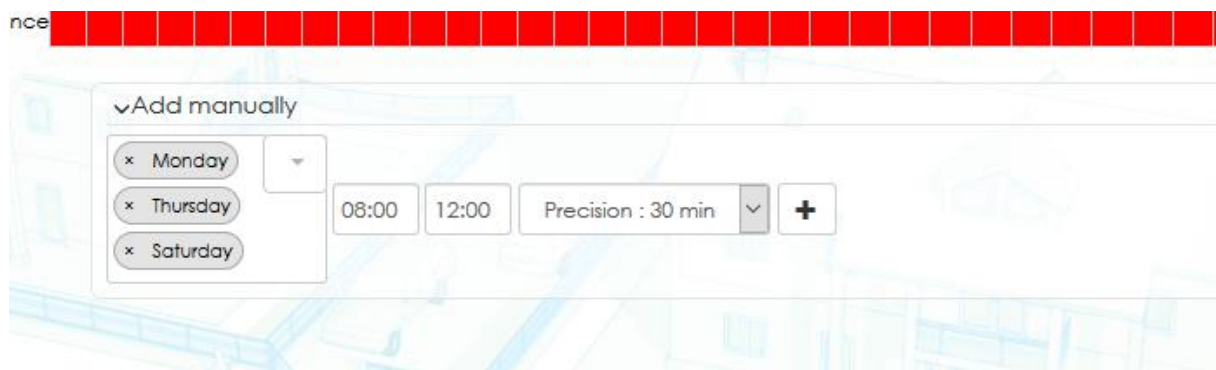 nce
Add manually
× Monday
× Thursday
× Saturday
08:00 12:00 Precision : 30 min +